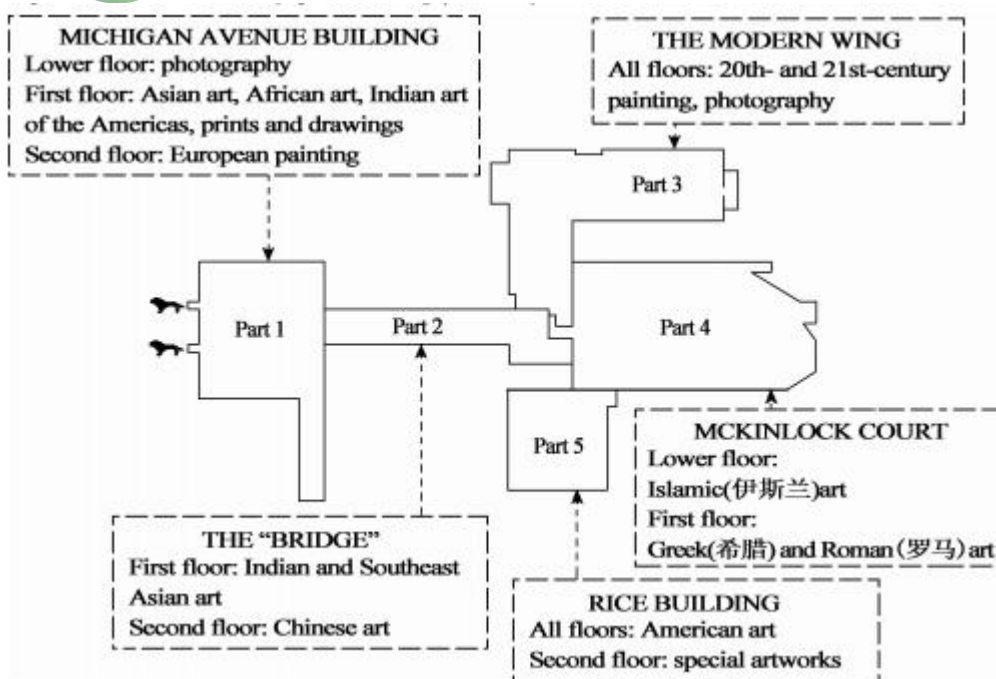 MICHIGAN AVENUE BUILDING
Lower floor: photography
First floor: Asian art, African art, Indian art
of the Americas, prints and drawings
Second floor: European painting
THE MODERN WING
All floors: 20th- and 21st-century
painting, photography
Part 3
Part 1
Part 2
Part 4
Part 5
MCKINLOCK COURT
Lower floor:
Islamic(伊斯兰)art
First floor:
Greek(希腊) and Roman(罗马)art
THE “BRIDGE”
First floor: Indian and Southeast
Asian art
Second floor: Chinese art
RICE BUILDING
All floors: American art
Second floor: special artworks